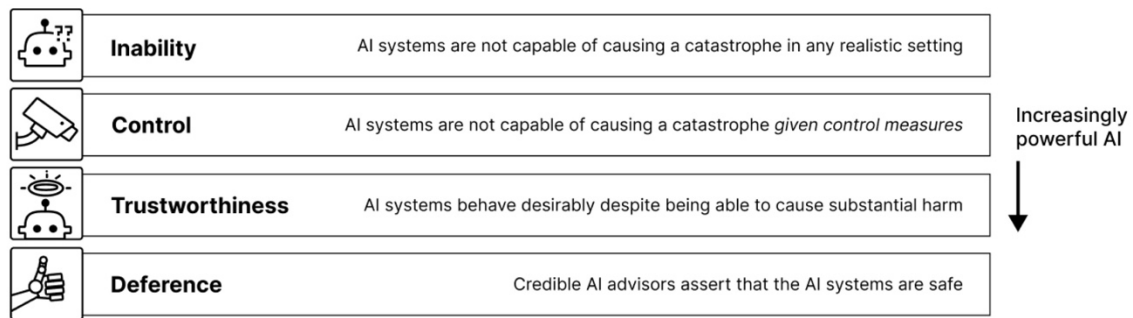 ??
Inability AI systems are not capable of causing a catastrophe in any realistic setting
Control AI systems are not capable of causing a catastrophe given control measures
Increasingly
powerful AI
Trustworthiness AI systems behave desirably despite being able to cause substantial harm
Deference Credible AI advisors assert that the AI systems are safe